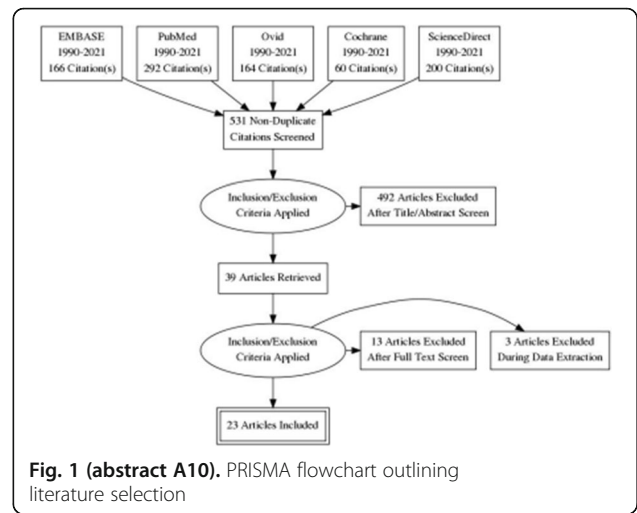 EMBASE
1990-2021
166 Citation(s)
PubMed
1990-2021
292 Citation(s)
Ovid
1990-2021
164 Citation(s)
Cochrane
1990-2021
60 Citation(s)
ScienceDirect
1990-2021
200 Citation(s)
531 Non-Duplicate
Citations Screened
Inclusion/Exclusion
Criteria Applied
492 Articles Excluded
After Title/Abstract Screen
39 Articles Retrieved
Inclusion/Exclusion
Criteria Applied
13 Articles Excluded
After Full Text Screen
3 Articles Excluded
During Data Extraction
23 Articles Included
Fig. 1 (abstract A10). PRISMA flowchart outlining
literature selection